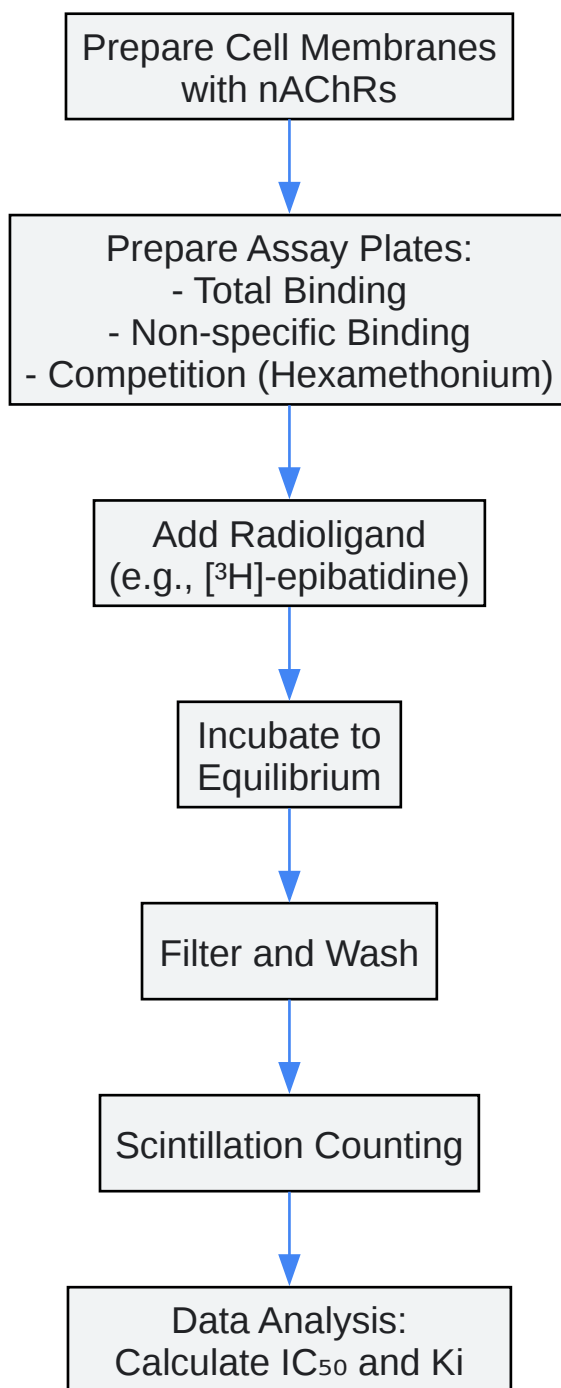 Prepare Cell Membranes
with nAChRs
Prepare Assay Plates:
- Total Binding
- Non-specific Binding
- Competition (Hexamethonium)
Add Radioligand
(e.g., [³H]-epibatidine)
Incubate to
Equilibrium
Filter and Wash
Scintillation Counting
Data Analysis:
Calculate IC₅₀ and Ki